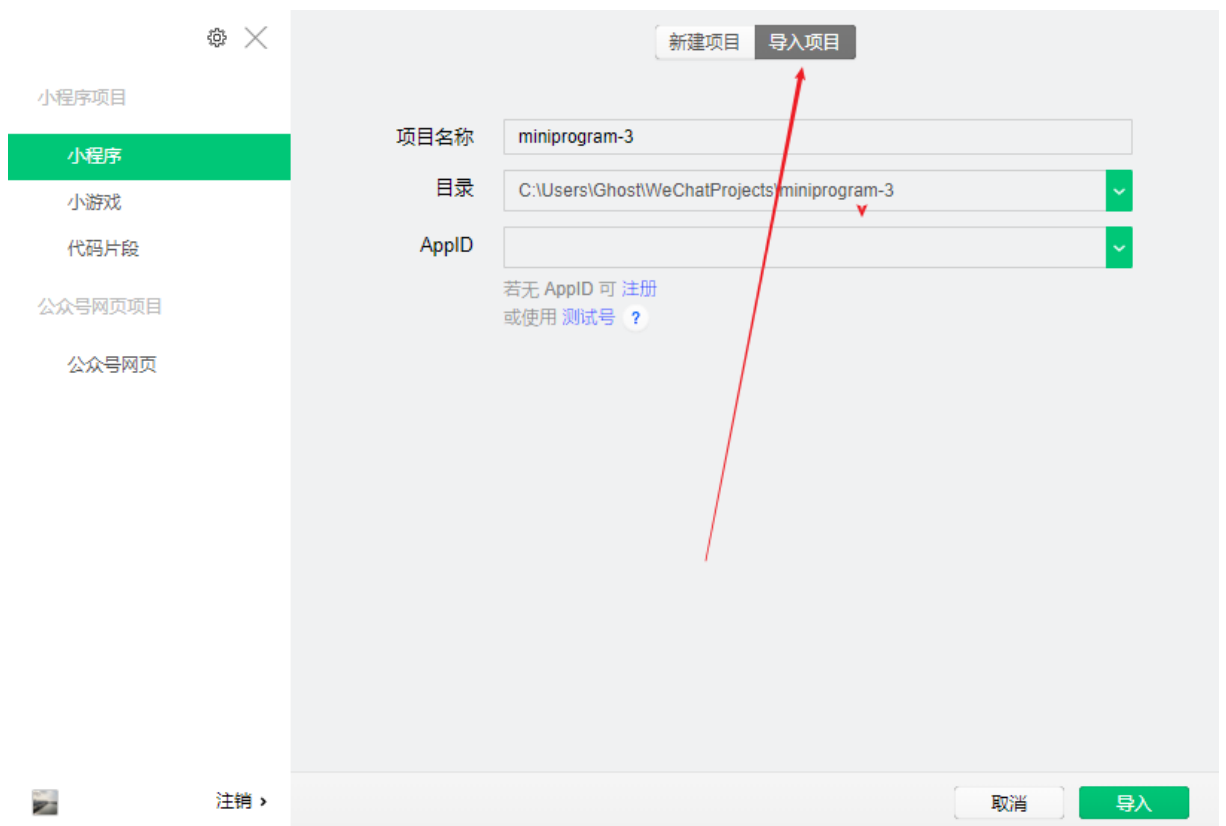 小程序项目
小程序
小游戏
代码片段
公众号网页项目
公众号网页
注销 ›
新建项目 导入项目
项目名称 miniprogram-3
目录 C:\Users\Ghost\WeChatProjects\miniprogram-3
AppID
若无 AppID 可 注册
或使用 测试号 ?
取消 导入